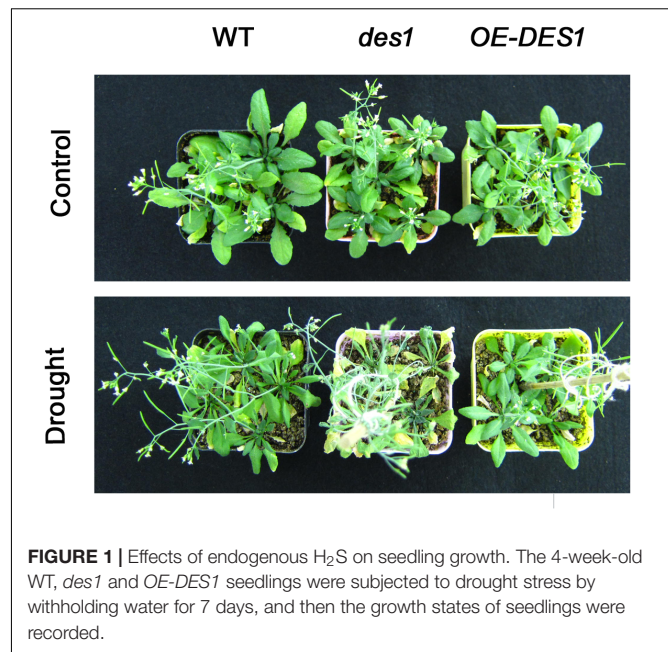 WT des1 OE-DES1
Control
Drought
FIGURE 1 | Effects of endogenous H₂S on seedling growth. The 4-week-old
WT, des1 and OE-DES1 seedlings were subjected to drought stress by
withholding water for 7 days, and then the growth states of seedlings were
recorded.